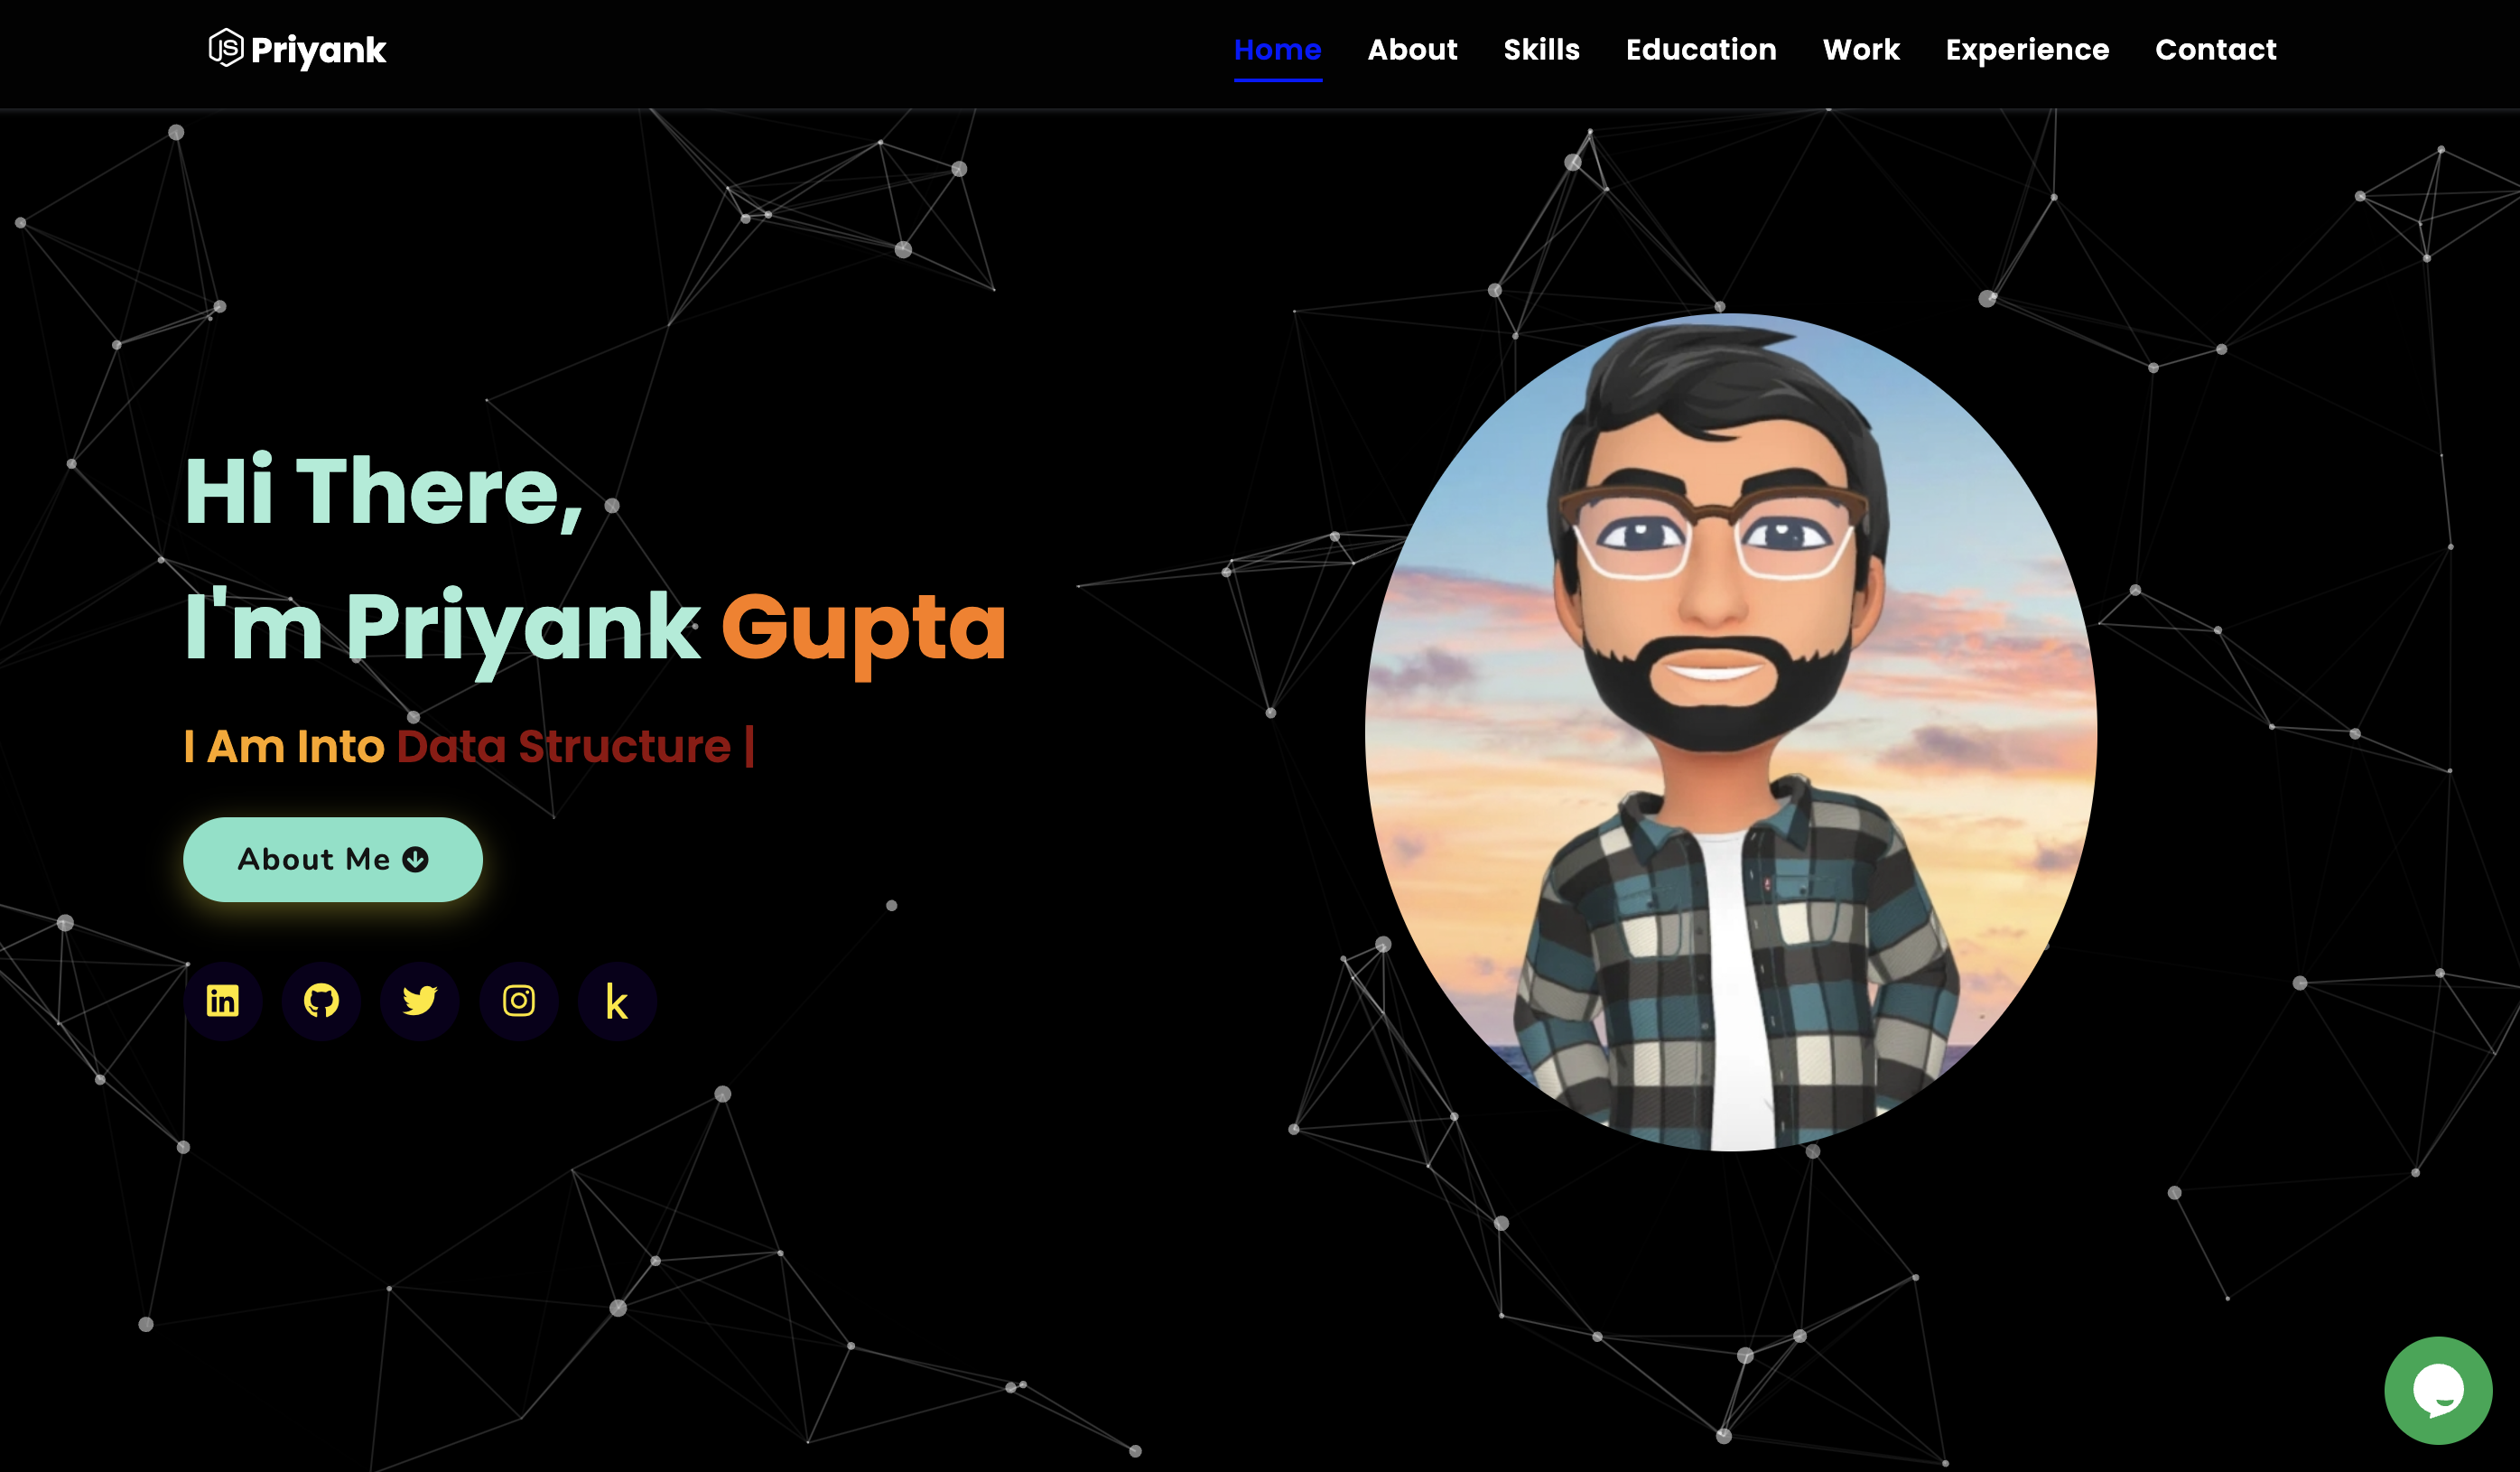 Priyank
Home About Skills Education Work Experience Contact
Hi There,
I'm Priyank Gupta
I Am Into Data Structure |
About Me